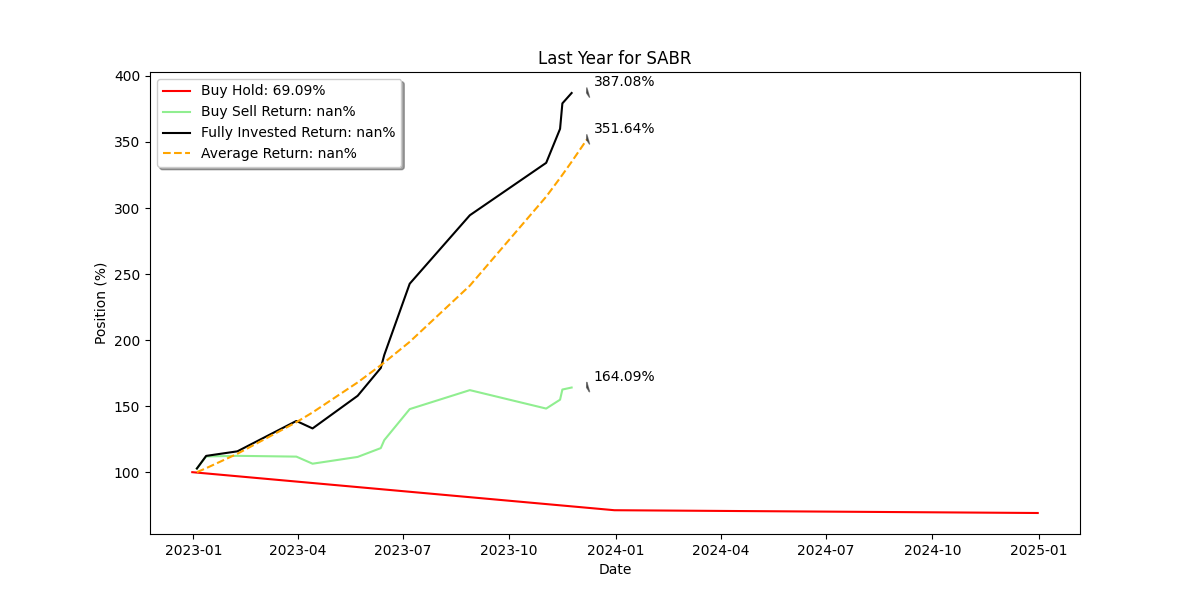 Last Year for SABR
Buy Hold: 69.09%
Buy Sell Return: nan%
Fully Invested Return: nan%
Average Return: nan%
387.08%
351.64%
164.09%
Position (%)
400
350
300
250
200
150
100
2023-01 2023-04 2023-07 2023-10 2024-01 2024-04 2024-07 2024-10 2025-01
Date